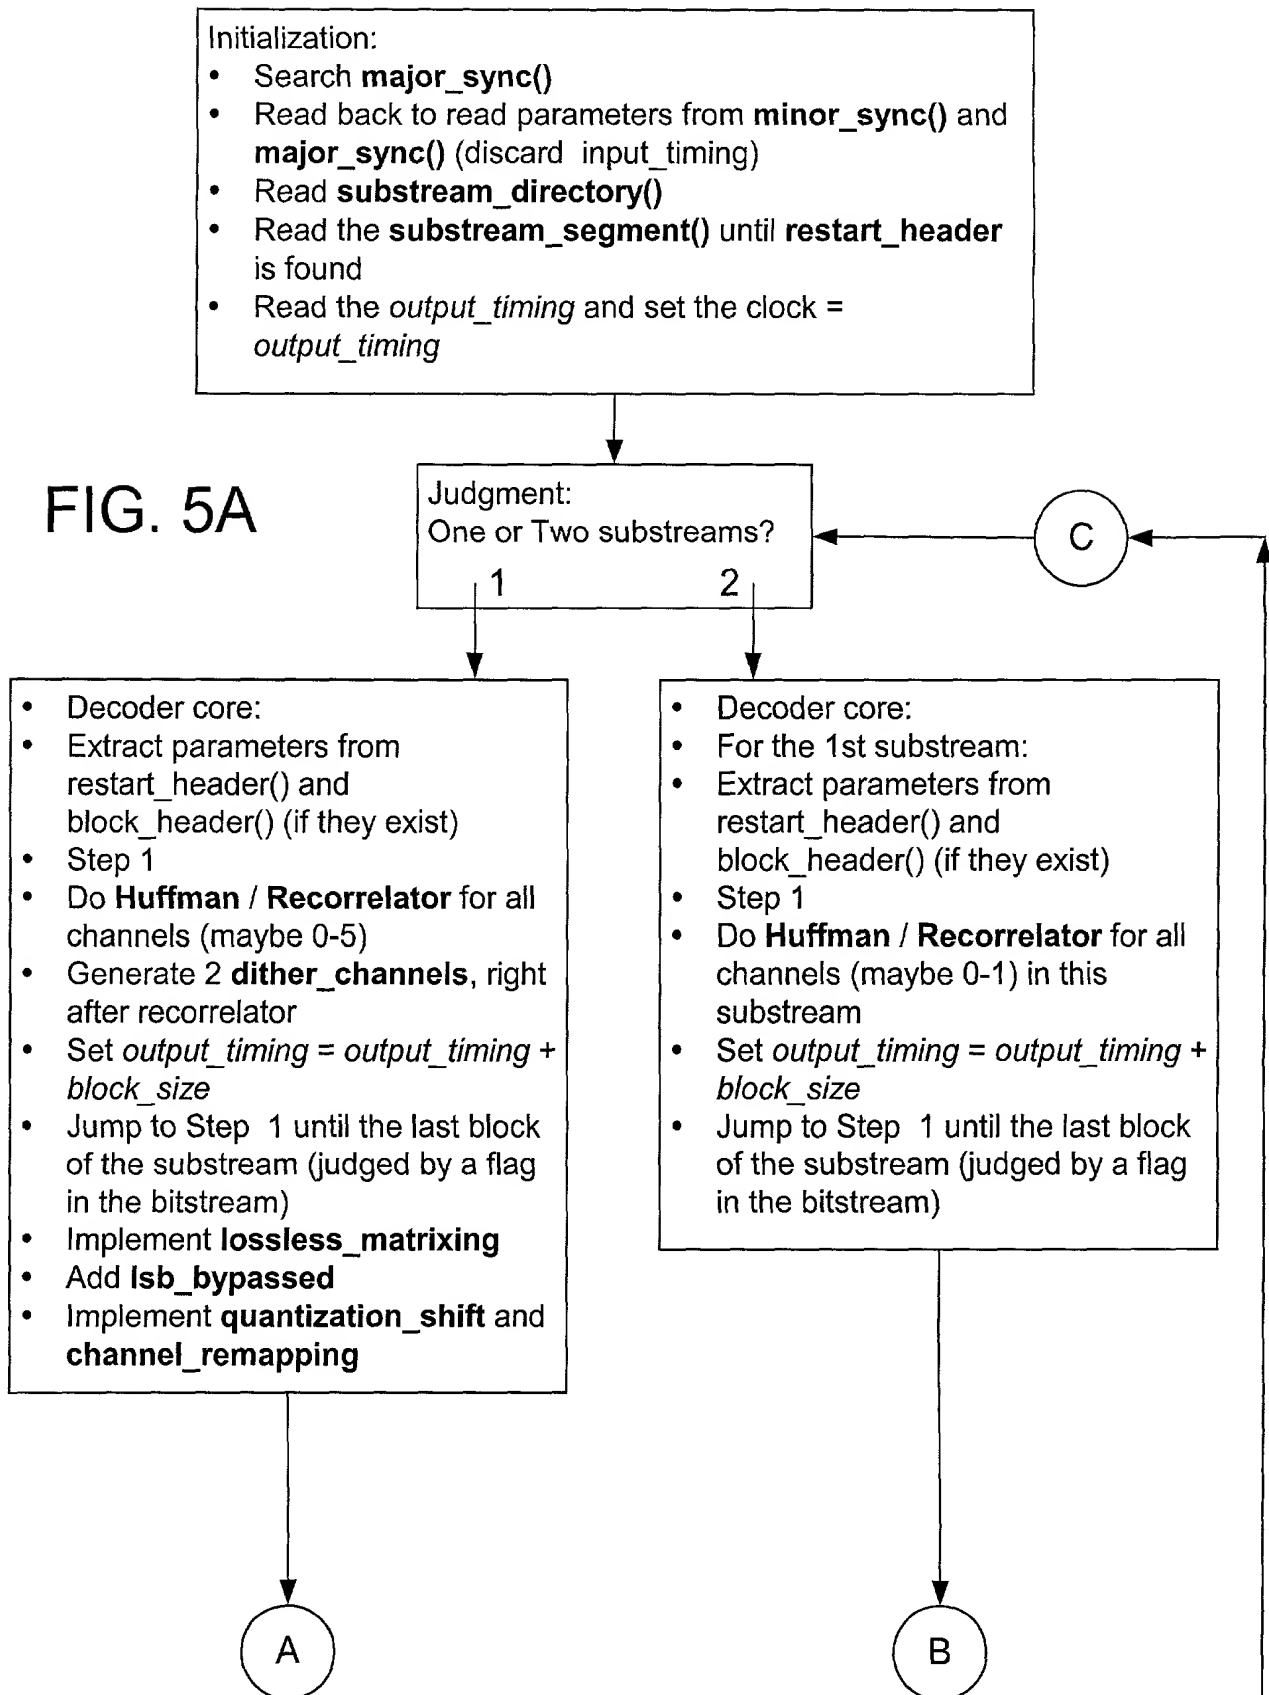 Initialization:
• Search major_sync()
• Read back to read parameters from minor_sync() and
major_sync() (discard input_timing)
• Read substream_directory()
• Read the substream_segment() until restart_header
is found
• Read the output_timing and set the clock =
output_timing
FIG. 5A
Judgment:
One or Two substreams?
1
2
C
• Decoder core:
• Extract parameters from
restart_header() and
block_header() (if they exist)
• Step 1
• Do Huffman / Recorrelator for all
channels (maybe 0-5)
• Generate 2 dither_channels, right
after recorrelator
• Set output_timing = output_timing +
block_size
• Jump to Step 1 until the last block
of the substream (judged by a flag
in the bitstream)
• Implement lossless_matrixing
• Add lsb_bypassed
• Implement quantization_shift and
channel_remapping
• Decoder core:
• For the 1st substream:
• Extract parameters from
restart_header() and
block_header() (if they exist)
• Step 1
• Do Huffman / Recorrelator for all
channels (maybe 0-1) in this
substream
• Set output_timing = output_timing +
block_size
• Jump to Step 1 until the last block
of the substream (judged by a flag
in the bitstream)
A
B